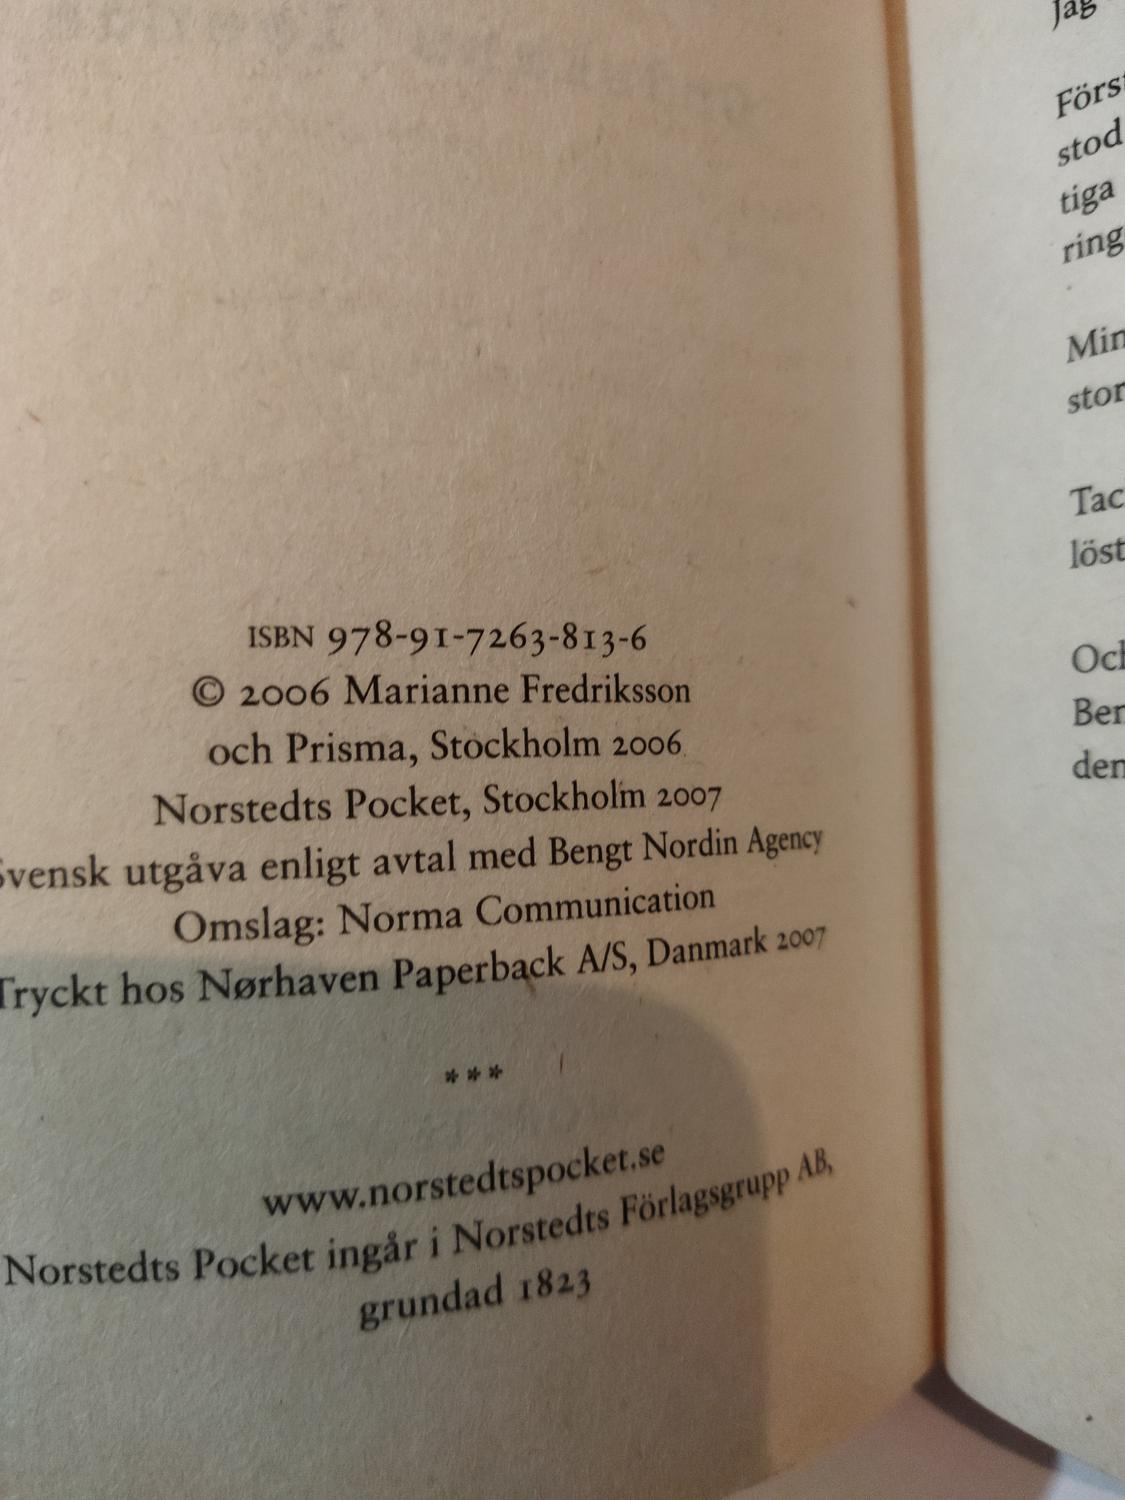 ISBN 978-91-7263-813-6
© 2006 Marianne Fredriksson
och Prisma, Stockholm 2006
Norstedts Pocket, Stockholm 2007
Svensk utgåva enligt avtal med Bengt Nordin Agency
Omslag: Norma Communication
Tryckt hos Nørhaven Paperback A/S, Danmark 2007
***
www.norstedtspocket.se
Norstedts Pocket ingår i Norstedts Förlagsgrupp AB,
grundad 1823
Jag
Först
stod
tiga
ring
Min
stor
Tac
löst
Och
Ber
den